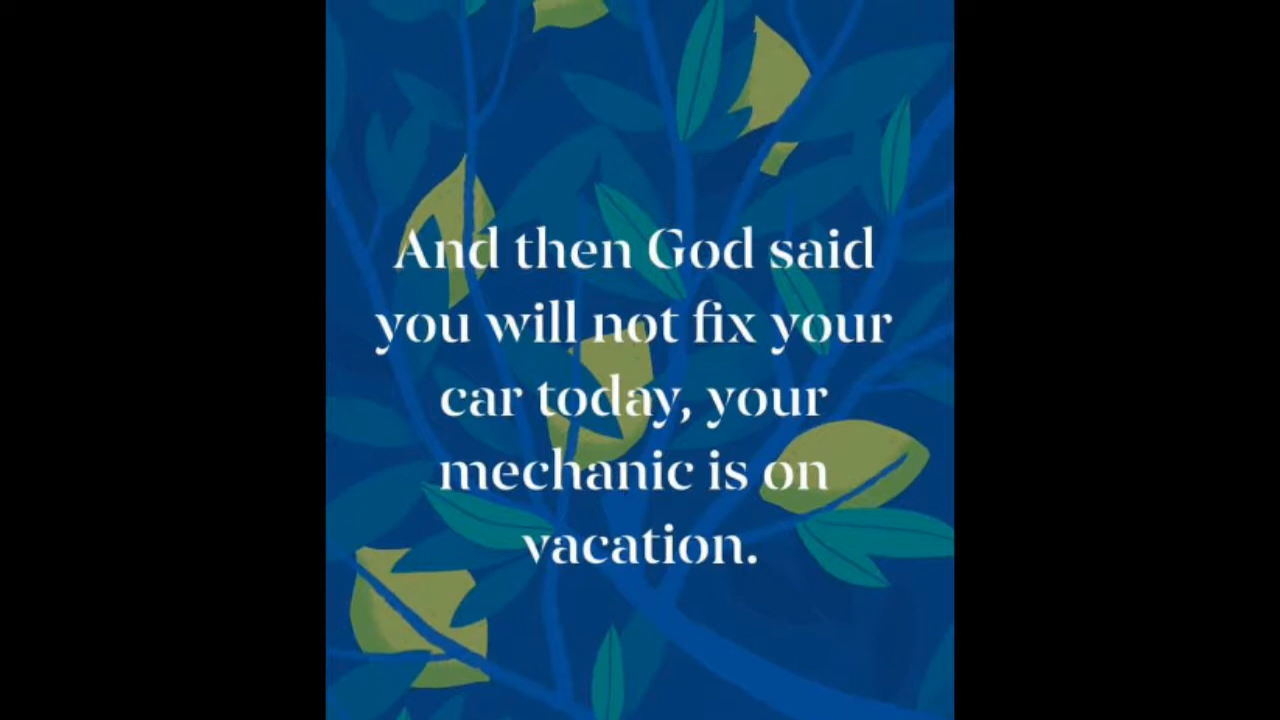 And then God said
you will not fix your
car today, your
mechanic is on
vacation.